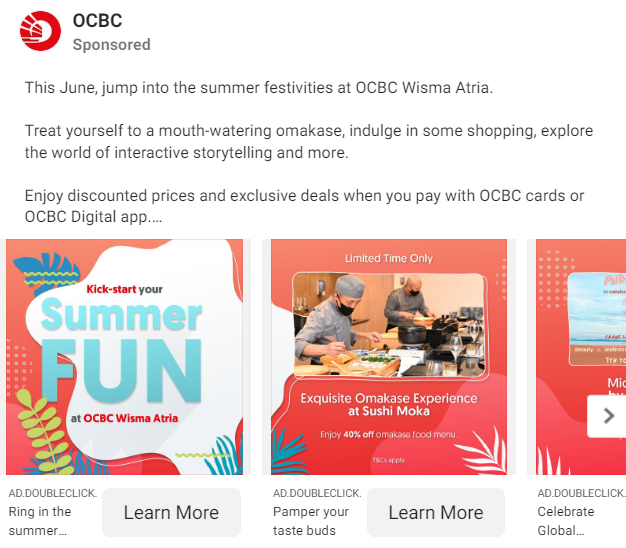 OCBC
Sponsored
This June, jump into the summer festivities at OCBC Wisma Atria.
Treat yourself to a mouth-watering omakase, indulge in some shopping, explore
the world of interactive storytelling and more.
Enjoy discounted prices and exclusive deals when you pay with OCBC cards or
OCBC Digital app....
Kick-start your
Summer
FUN
at OCBC Wisma Atria
Limited Time Only
Exquisite Omakase Experience
at Sushi Moka
Enjoy 40% off omakase food menu.
T&Cs apply.
AD.DOUBLECLICK.
Ring in the
summer...
Learn More
AD.DOUBLECLICK.
Pamper your
taste buds
Learn More
AD.DOUBLECLICK.
Celebrate
Global...